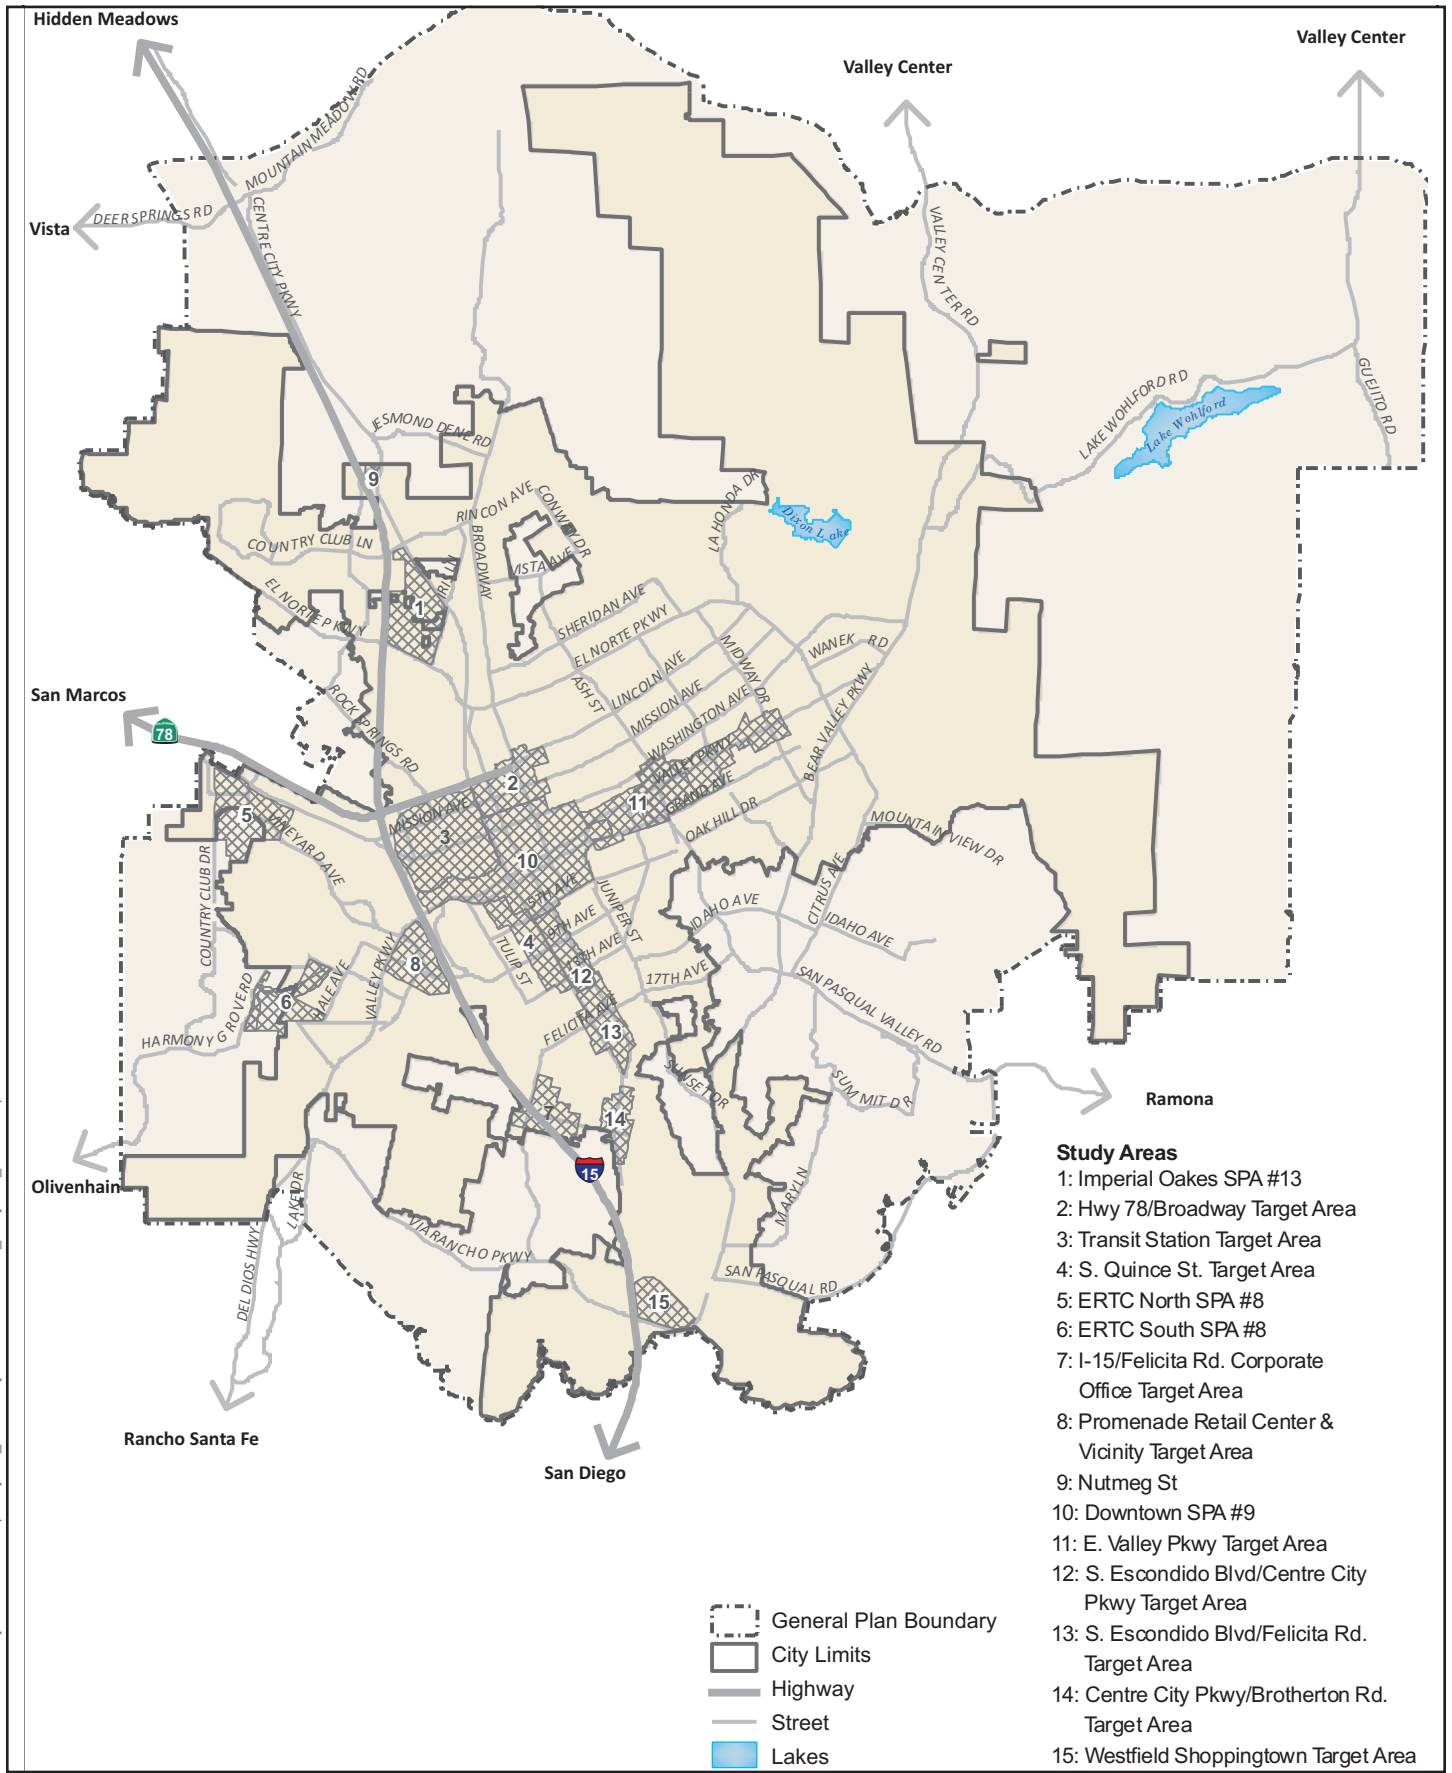 Hidden Meadows
Valley Center
Valley Center
MOUNTAIN MEADOW RD
DEER SPRINGS RD
Vista
CENTRE CITY PKWY
VALLEY CENTER RD
LAKE WOHLFORD RD
Lake Wohlford
GUEJITO RD
JESMOND DENE RD
9
RINCON AVE
CONWAY DR
LA HONDA DR
Dixon Lake
COUNTRY CLUB LN
BROADWAY
VISTA AVE
IRIS LN
EL NORTE PKWY
1
SHERIDAN AVE
EL NORTE PKWY
MIDWAY DR
WANEK RD
ASH ST
LINCOLN AVE
MISSION AVE
WASHINGTON AVE
BEAR VALLEY PKWY
San Marcos
78
ROCK SPRINGS RD
VALLEY PKWY
GRAND AVE
2
11
MISSION AVE
3
5
VINEYARD AVE
OAK HILL DR
MOUNTAIN VIEW DR
10
COUNTRY CLUB DR
5TH AVE
9TH AVE
JUNIPER ST
IDAHO AVE
CITRUS AVE
IDAHO AVE
4
TULIP ST
13TH AVE
12
17TH AVE
8
VALLEY PKWY
HALE AVE
6
HARMONY GROVE RD
SAN PASQUAL VALLEY RD
FELICITA AVE
13
SUNSET DR
SUMMIT DR
7
14
Ramona
15
Olivenhain
LAKE DR
DEL DIOS HWY
VIA RANCHO PKWY
MARY LN
SAN PASQUAL RD
15
Rancho Santa Fe
San Diego
Study Areas
1: Imperial Oakes SPA #13
2: Hwy 78/Broadway Target Area
3: Transit Station Target Area
4: S. Quince St. Target Area
5: ERTC North SPA #8
6: ERTC South SPA #8
7: I-15/Felicita Rd. Corporate
Office Target Area
8: Promenade Retail Center &
Vicinity Target Area
9: Nutmeg St
10: Downtown SPA #9
11: E. Valley Pkwy Target Area
12: S. Escondido Blvd/Centre City
Pkwy Target Area
13: S. Escondido Blvd/Felicita Rd.
Target Area
14: Centre City Pkwy/Brotherton Rd.
Target Area
15: Westfield Shoppingtown Target Area
General Plan Boundary
City Limits
Highway
Street
Lakes